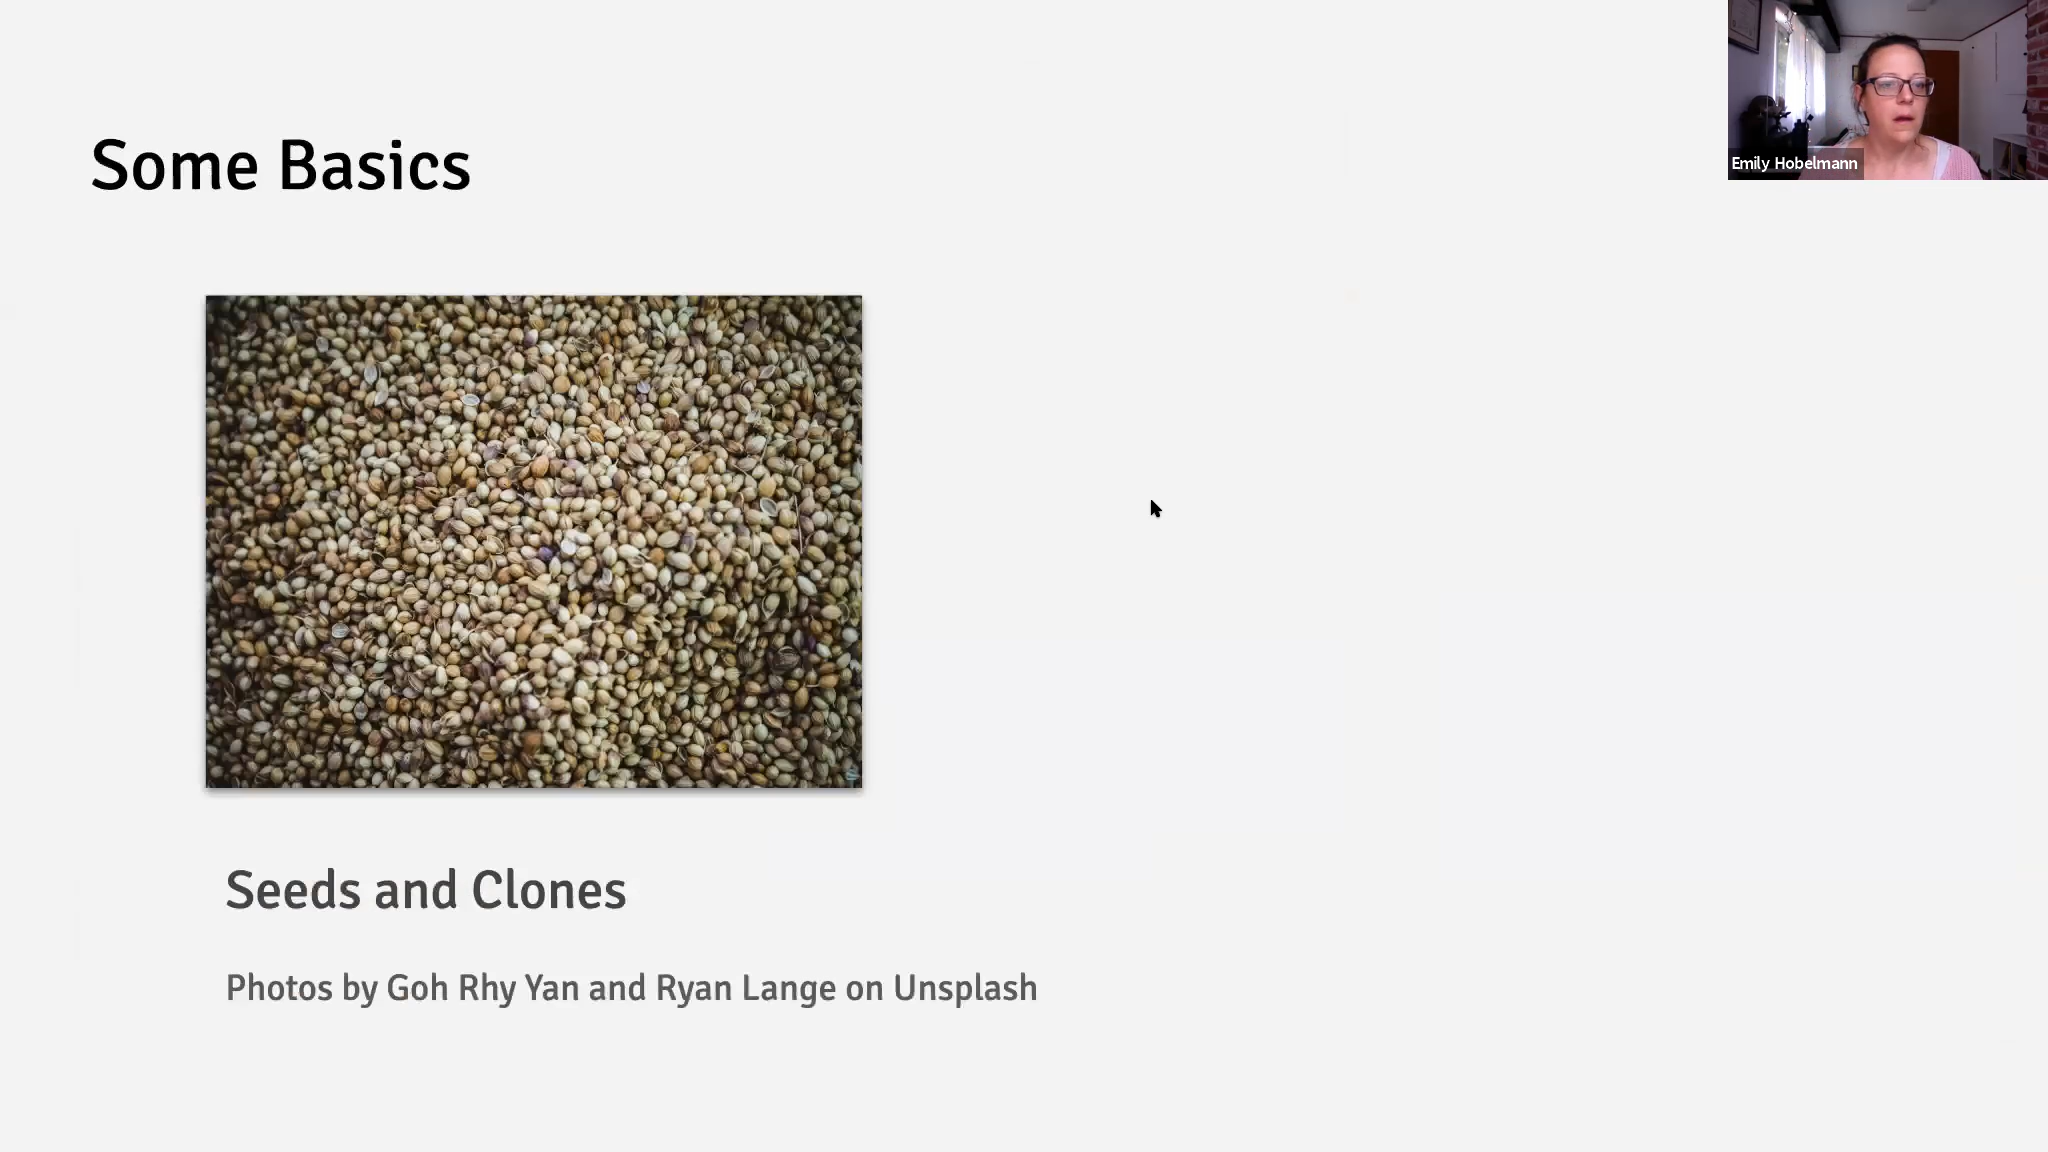 Some Basics
Emily Hobelmann
Seeds and Clones
Photos by Goh Rhy Yan and Ryan Lange on Unsplash